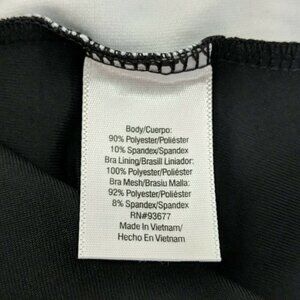 Body/Cuerpo:
90% Polyester/Poliéster
10% Spandex/Spandex
Bra Lining/Brasill Liniador:
100% Polyester/Poliéster
Bra Mesh/Brasiu Malla:
92% Polyester/Poliéster
8% Spandex/Spandex
RN#93677
Made In Vietnam/
Hecho En Vietnam